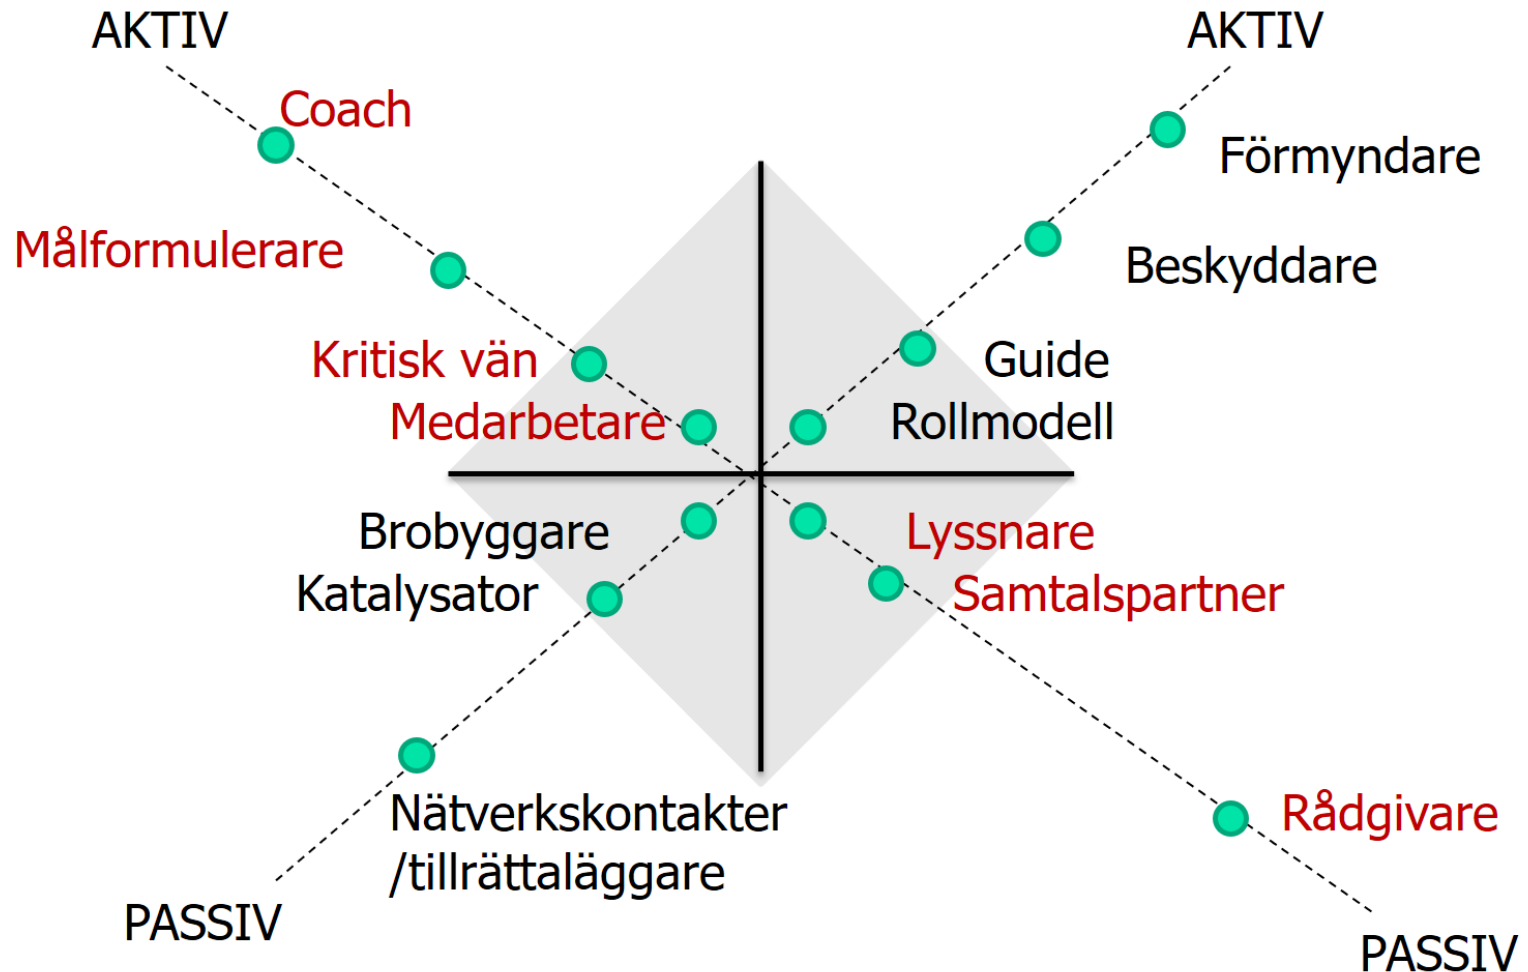 AKTIV
AKTIV
Coach
Förmyndare
Målformulerare
Beskyddare
Kritisk vän
Guide
Medarbetare
Rollmodell
Brobyggare
Lyssnare
Katalysator
Samtalspartner
Nätverkskontakter
/tillrättaläggare
Rådgivare
PASSIV
PASSIV